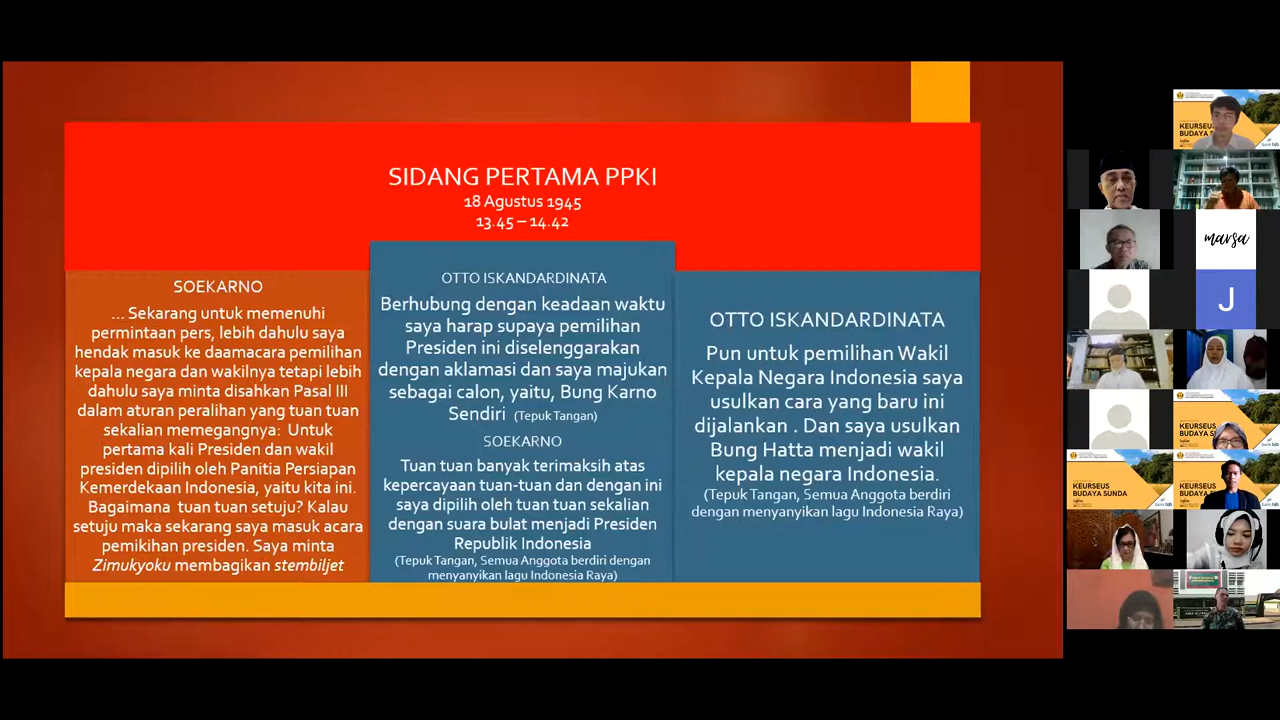 SIDANG PERTAMA PPKI
18 Agustus 1945
13.45 – 14.42
SOEKARNO
... Sekarang untuk memenuhi
permintaan pers, lebih dahulu saya
hendak masuk ke daamacara pemilihan
kepala negara dan wakilnya tetapi lebih
dahulu saya minta disahkan Pasal III
dalam aturan peralihan yang tuan tuan
sekalian memegangnya: Untuk
pertama kali Presiden dan wakil
presiden dipilih oleh Panitia Persiapan
Kemerdekaan Indonesia, yaitu kita ini.
Bagaimana tuan tuan setuju? Kalau
setuju maka sekarang saya masuk acara
pemikihan presiden. Saya minta
Zimukyoku membagikan stembiljet
OTTO ISKANDARDINATA
Berhubung dengan keadaan waktu
saya harap supaya pemilihan
Presiden ini diselenggarakan
dengan aklamasi dan saya majukan
sebagai calon, yaitu, Bung Karno
Sendiri (Tepuk Tangan)
SOEKARNO
Tuan tuan banyak terimaksih atas
kepercayaan tuan-tuan dan dengan ini
saya dipilih oleh tuan tuan sekalian
dengan suara bulat menjadi Presiden
Republik Indonesia
(Tepuk Tangan, Semua Anggota berdiri dengan
menyanyikan lagu Indonesia Raya)
OTTO ISKANDARDINATA
Pun untuk pemilihan Wakil
Kepala Negara Indonesia saya
usulkan cara yang baru ini
dijalankan . Dan saya usulkan
Bung Hatta menjadi wakil
kepala negara Indonesia.
(Tepuk Tangan, Semua Anggota berdiri
dengan menyanyikan lagu Indonesia Raya)
KEURSEUS
BUDAYA S
marsa
J
KEURSEUS
KEURSEUS
BUDAYA SUNDA
KEURSEUS
BUDAYA